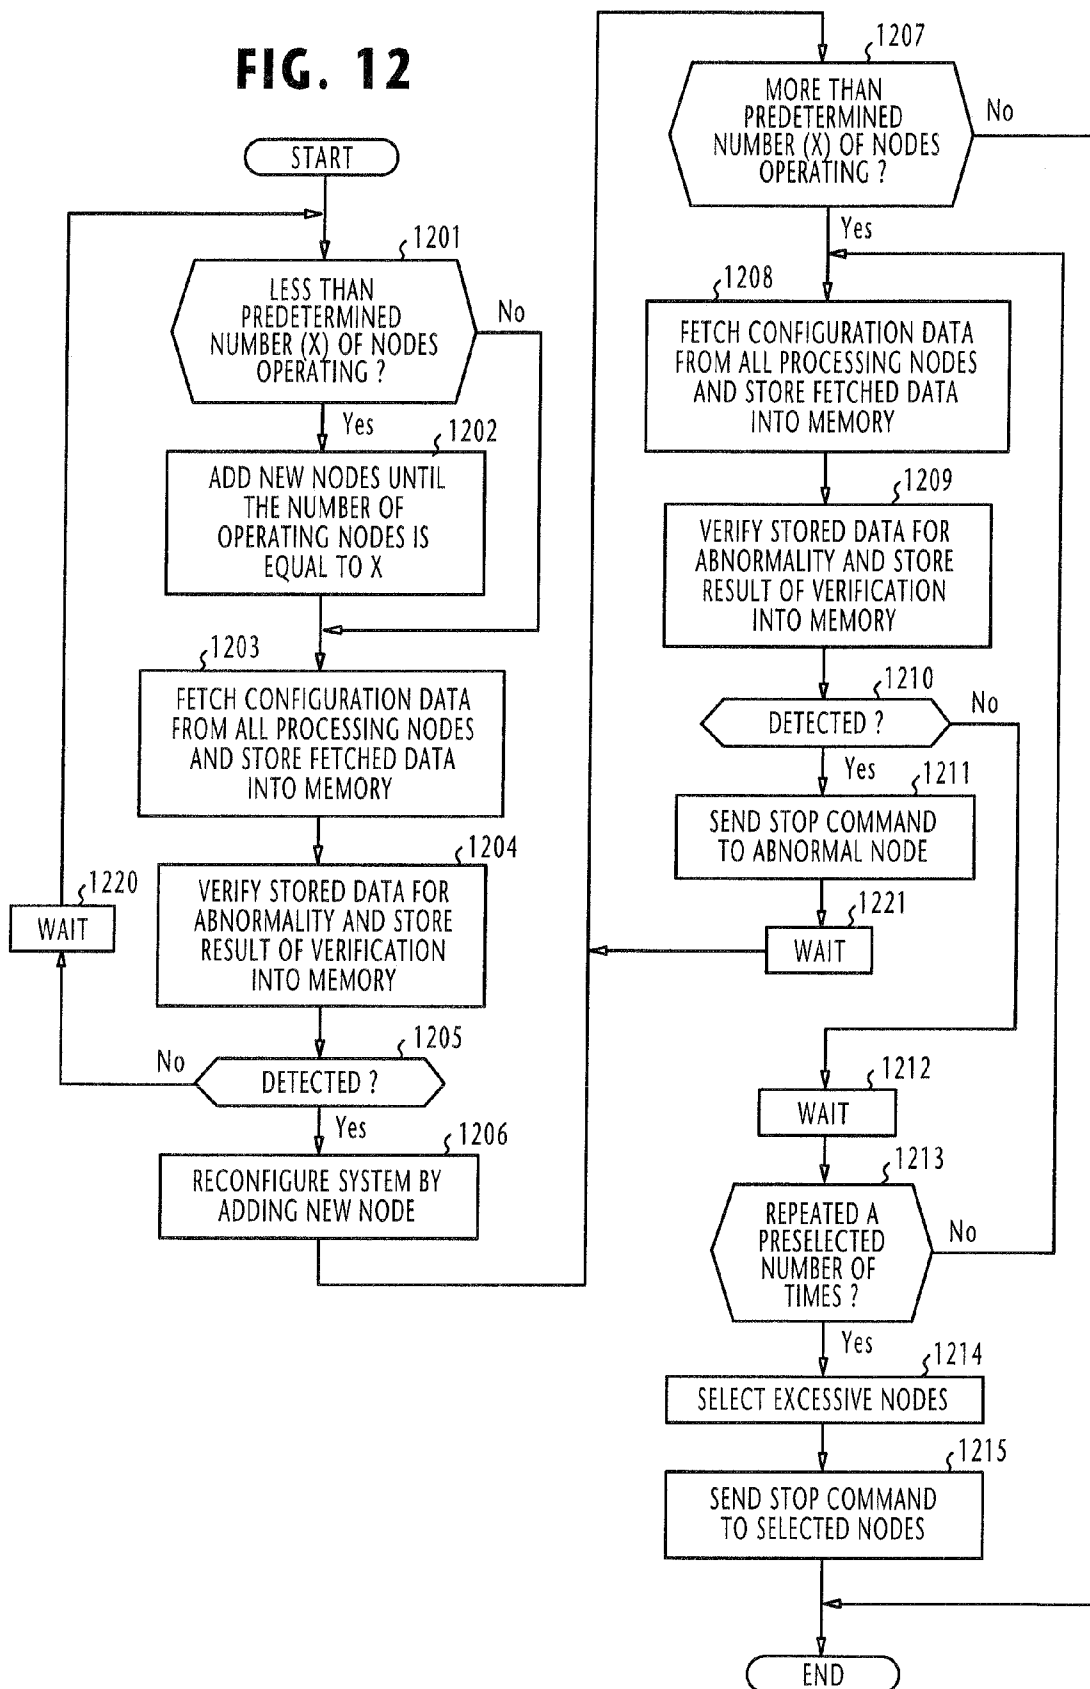 FIG. 12
START
1201
LESS THAN
PREDETERMINED
NUMBER (X) OF NODES
OPERATING ?
No
Yes
1202
ADD NEW NODES UNTIL
THE NUMBER OF
OPERATING NODES IS
EQUAL TO X
1203
FETCH CONFIGURATION DATA
FROM ALL PROCESSING NODES
AND STORE FETCHED DATA
INTO MEMORY
1204
VERIFY STORED DATA FOR
ABNORMALITY AND STORE
RESULT OF VERIFICATION
INTO MEMORY
1220
WAIT
1205
DETECTED ?
No
Yes
1206
RECONFIGURE SYSTEM BY
ADDING NEW NODE
1207
MORE THAN
PREDETERMINED
NUMBER (X) OF NODES
OPERATING ?
No
Yes
1208
FETCH CONFIGURATION DATA
FROM ALL PROCESSING NODES
AND STORE FETCHED DATA
INTO MEMORY
1209
VERIFY STORED DATA FOR
ABNORMALITY AND STORE
RESULT OF VERIFICATION
INTO MEMORY
1210
DETECTED ?
No
Yes
1211
SEND STOP COMMAND
TO ABNORMAL NODE
1221
WAIT
1212
WAIT
1213
REPEATED A
PRESELECTED
NUMBER OF
TIMES ?
No
Yes
1214
SELECT EXCESSIVE NODES
1215
SEND STOP COMMAND
TO SELECTED NODES
END